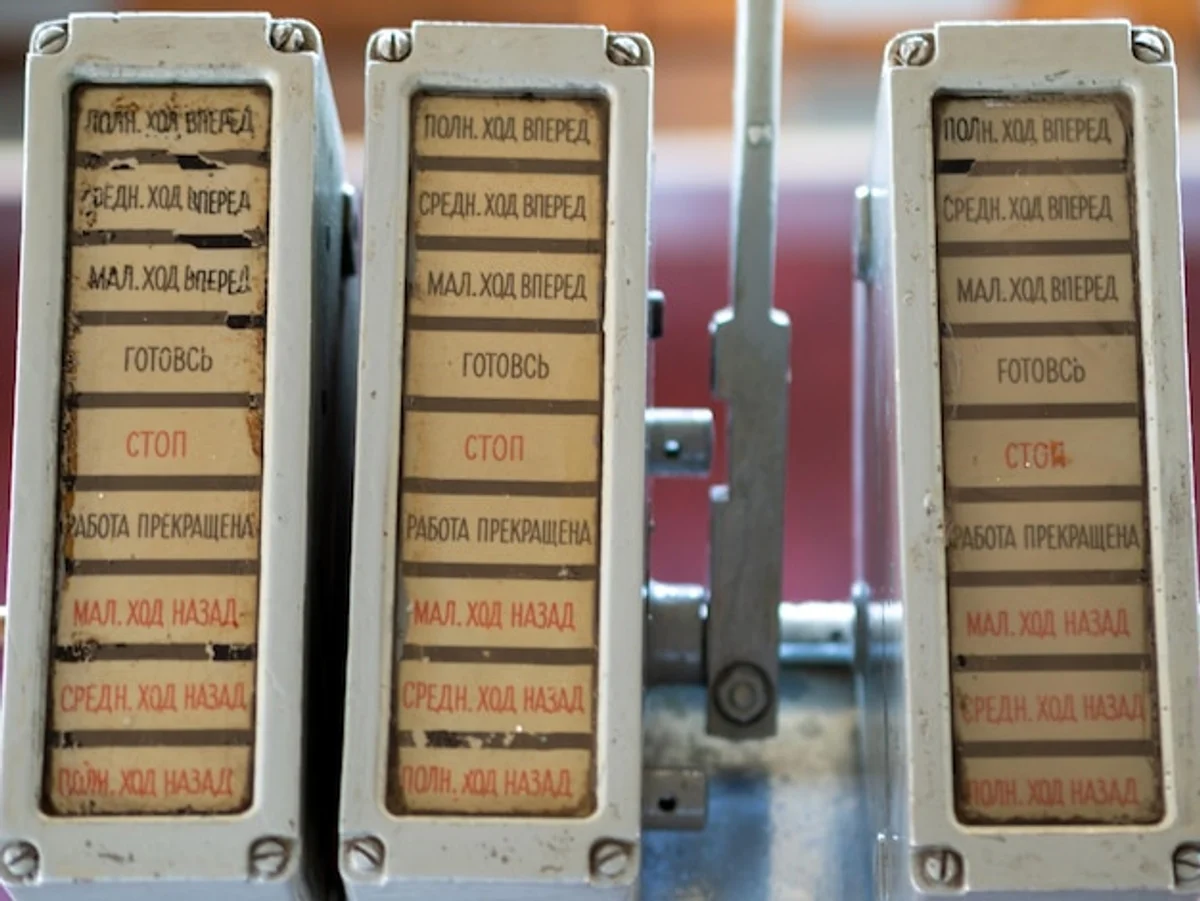 ПОЛН. ХОД ВПЕРЕД
СРЕДН. ХОД ВПЕРЕД
МАЛ. ХОД ВПЕРЕД
ГОТОВСЬ
СТОП
РАБОТА ПРЕКРАЩЕНА
МАЛ. ХОД НАЗАД
СРЕДН. ХОД НАЗАД
ПОЛН. ХОД НАЗАД
ПОЛН. ХОД ВПЕРЕД
СРЕДН. ХОД ВПЕРЕД
МАЛ. ХОД ВПЕРЕД
ГОТОВСЬ
СТОП
РАБОТА ПРЕКРАЩЕНА
МАЛ. ХОД НАЗАД
СРЕДН. ХОД НАЗАД
ПОЛН. ХОД НАЗАД
ПОЛН. ХОД ВПЕРЕД
СРЕДН. ХОД ВПЕРЕД
МАЛ. ХОД ВПЕРЕД
ГОТОВСЬ
СТОП
РАБОТА ПРЕКРАЩЕНА
МАЛ. ХОД НАЗАД
СРЕДН. ХОД НАЗАД
ПОЛН. ХОД НАЗАД